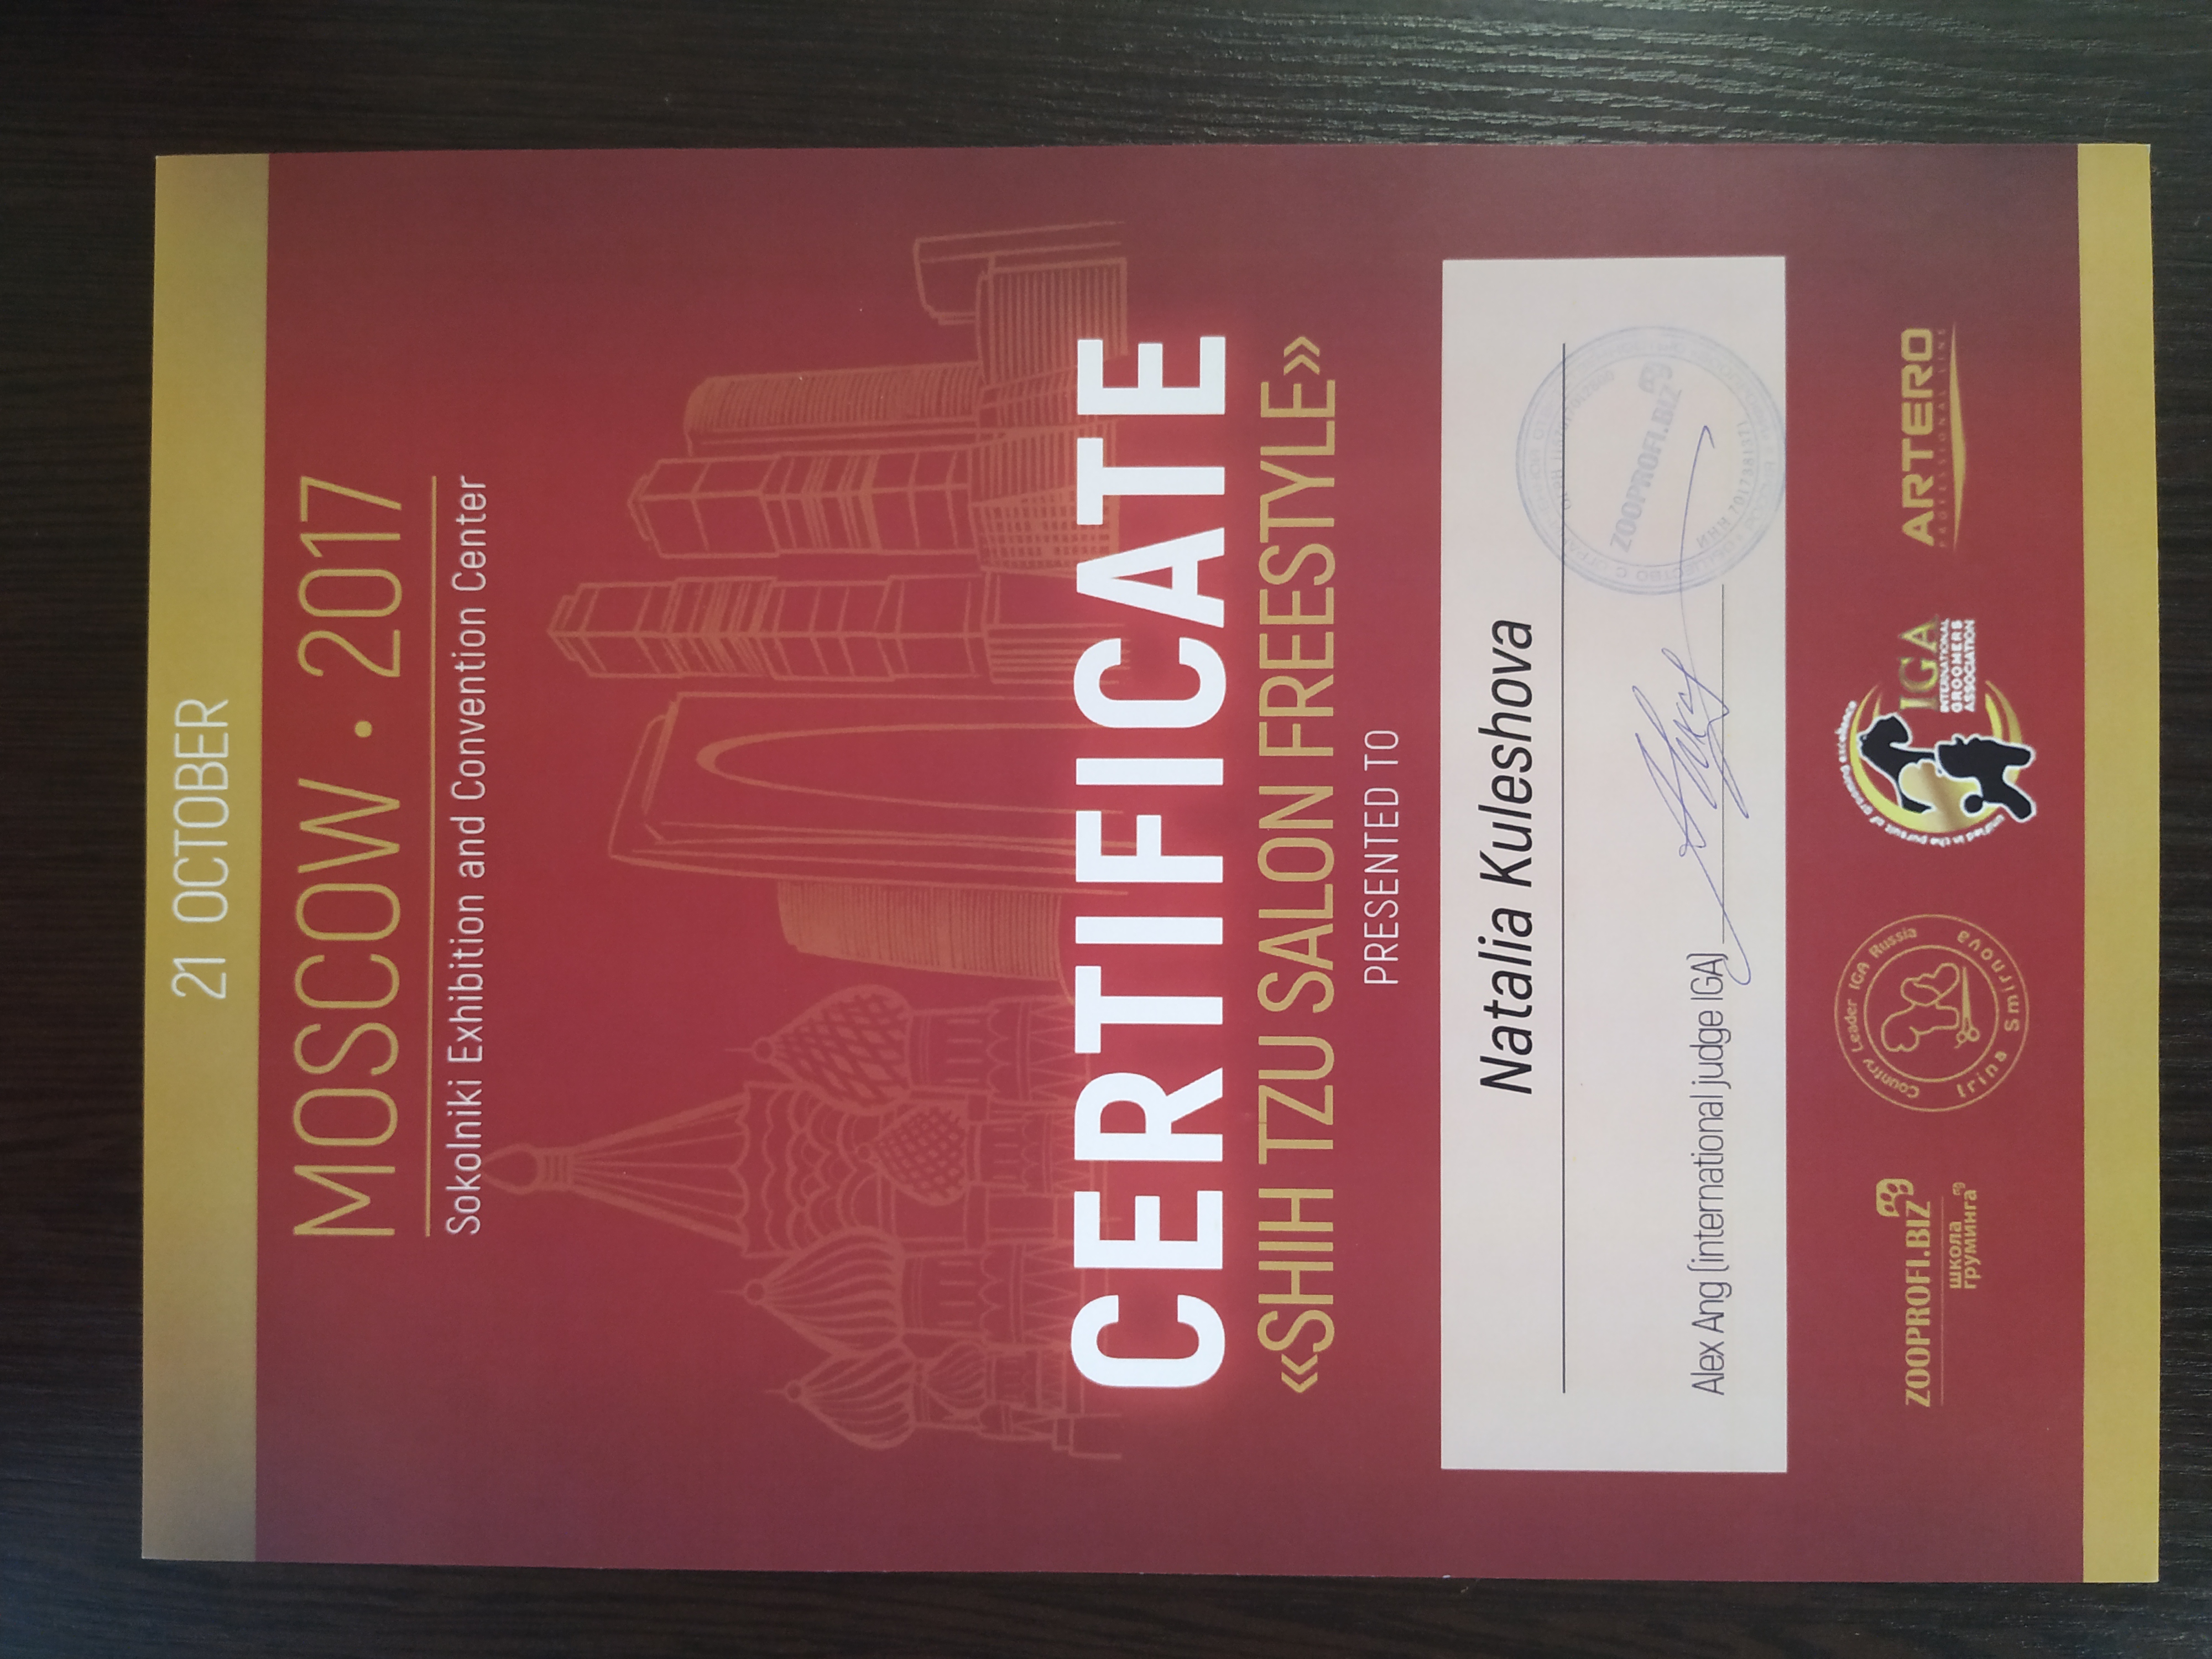 21 OCTOBER
MOSCOW · 2017
Sokolniki Exhibition and Convention Center
CERTIFICATE
«SHIH TZU SALON FREESTYLE»
PRESENTED TO
Natalia Kuleshova
Alex Ang (international judge IGA)
ZOOPROFI.BIZ
ИНН 7017381371
ZOOPROFI.BIZ
школа
груминга
Country Leader IGA Russia
Irina Smirnova
unified in the pursuit of grooming excellence
IGA
INTERNATIONAL
GROOMERS
ASSOCIATION
ARTERO
PROFESSIONAL LINE